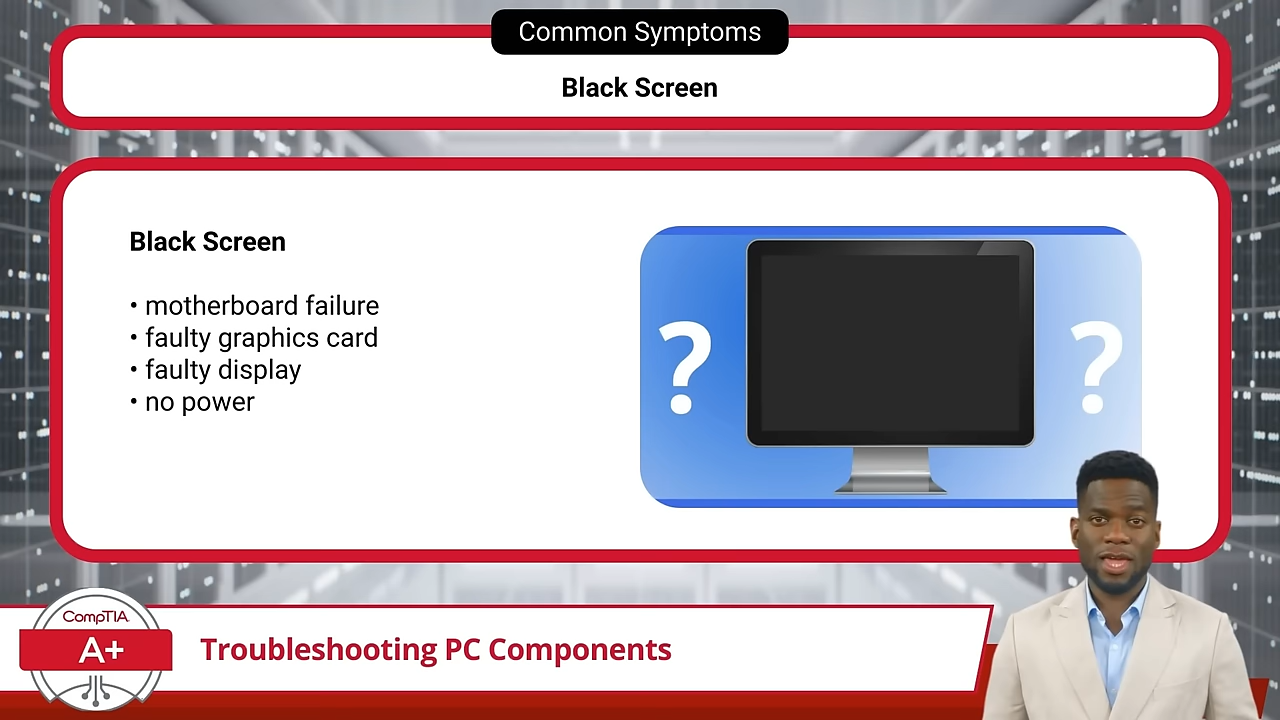 Common Symptoms
Black Screen
Black Screen
• motherboard failure
• faulty graphics card
• faulty display
• no power
? ?
CompTIA
A+
Troubleshooting PC Components